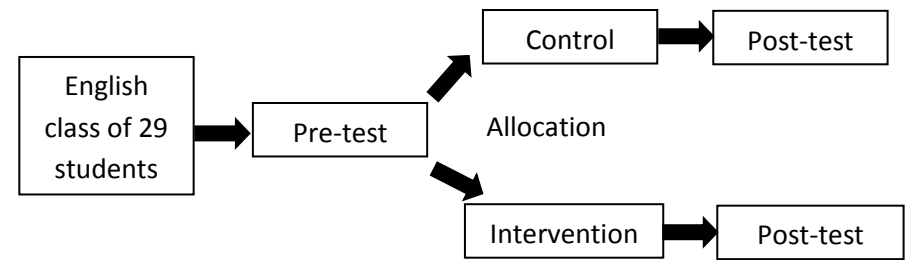 English
class of 29
students
Pre-test
Allocation
Control
Post-test
Intervention
Post-test